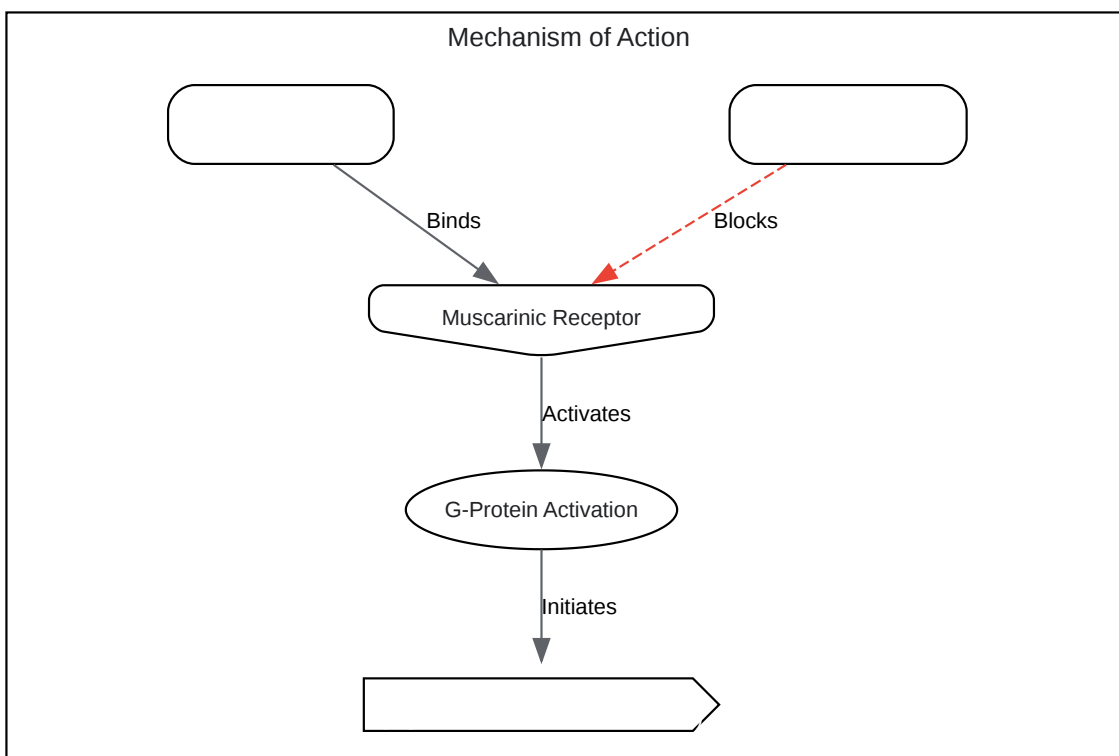 Mechanism of Action
Binds
Blocks
Muscarinic Receptor
Activates
G-Protein Activation
Initiates